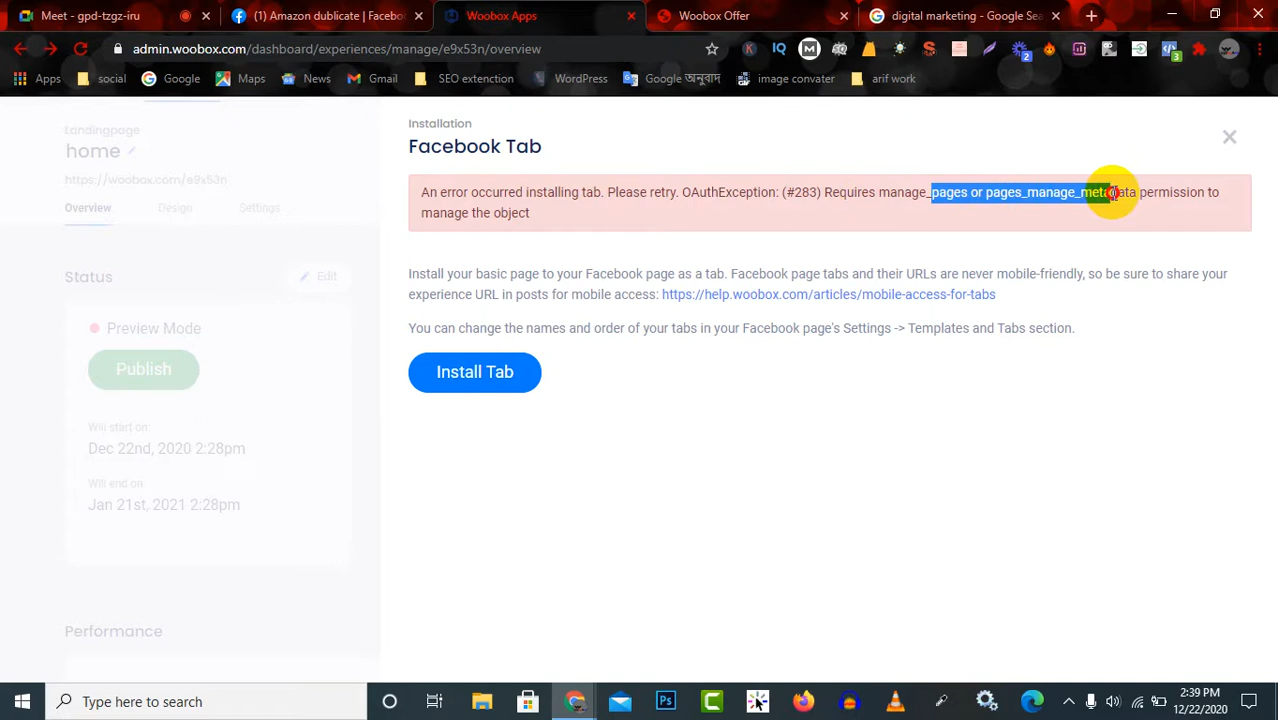 Meet - gpd-tzgz-iru
(1) Amazon dublicate | Facebo
Woobox Apps
Woobox Offer
digital marketing - Google Sea
admin.woobox.com/dashboard/experiences/manage/e9x53n/overview
Apps
social
Google
Maps
News
Gmail
SEO extenction
WordPress
Google অনুবাদ
image convater
arif work
Landingpage
home
https://woobox.com/e9x53n
Overview
Design
Settings
Status
Edit
Preview Mode
Publish
Will start on:
Dec 22nd, 2020 2:28pm
Will end on:
Jan 21st, 2021 2:28pm
Performance
Installation
Facebook Tab
An error occurred installing tab. Please retry. OAuthException: (#283) Requires manage_pages or pages_manage_metadata permission to
manage the object
Install your basic page to your Facebook page as a tab. Facebook page tabs and their URLs are never mobile-friendly, so be sure to share your
experience URL in posts for mobile access: https://help.woobox.com/articles/mobile-access-for-tabs
You can change the names and order of your tabs in your Facebook page's Settings -> Templates and Tabs section.
Install Tab
Type here to search
2:39 PM
12/22/2020